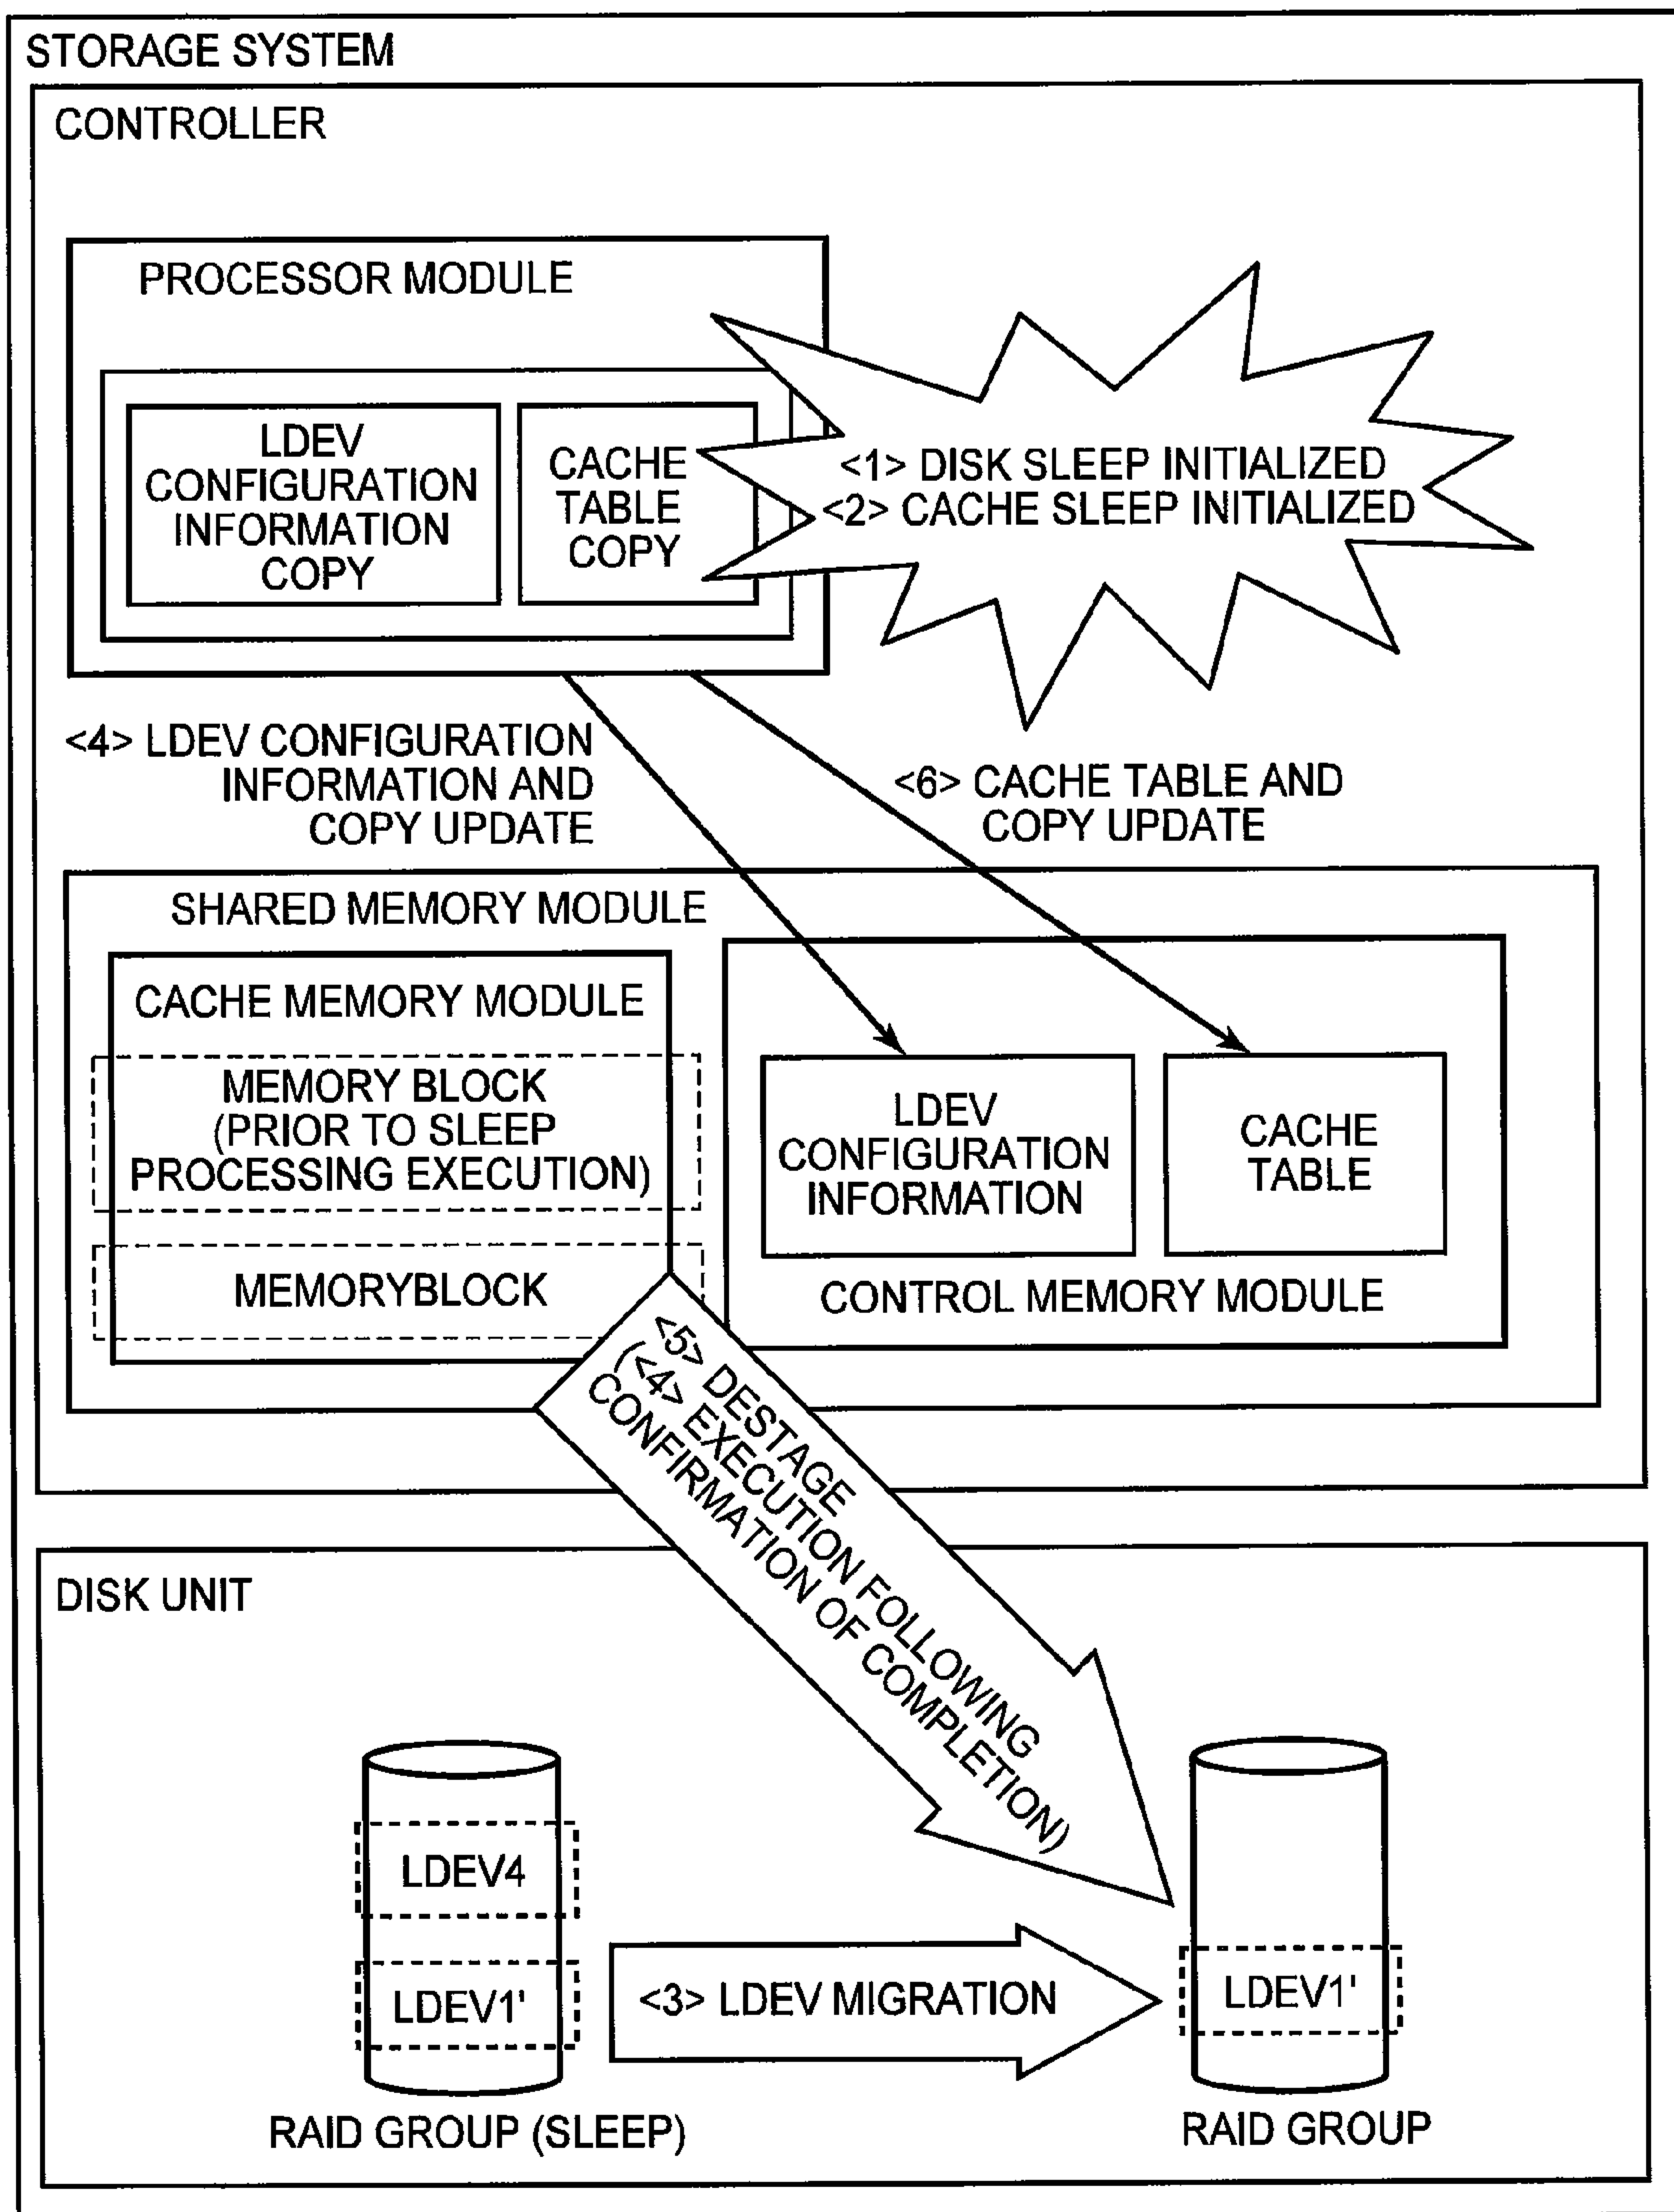 STORAGE SYSTEM
CONTROLLER
PROCESSOR MODULE
LDEV
CONFIGURATION
INFORMATION
COPY
CACHE
TABLE
COPY
<1> DISK SLEEP INITIALIZED
<2> CACHE SLEEP INITIALIZED
<4> LDEV CONFIGURATION
INFORMATION AND
COPY UPDATE
<6> CACHE TABLE AND
COPY UPDATE
SHARED MEMORY MODULE
CACHE MEMORY MODULE
MEMORY BLOCK
(PRIOR TO SLEEP
PROCESSING EXECUTION)
MEMORYBLOCK
LDEV
CONFIGURATION
INFORMATION
CACHE
TABLE
CONTROL MEMORY MODULE
<5> DESTAGE
(<4> EXECUTION FOLLOWING
CONFIRMATION OF COMPLETION)
DISK UNIT
LDEV4
LDEV1'
<3> LDEV MIGRATION
LDEV1'
RAID GROUP (SLEEP)
RAID GROUP